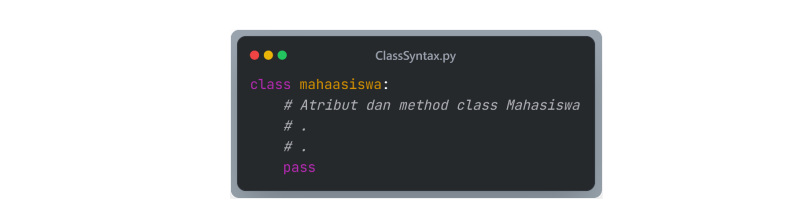 ClassSyntax.py
class mahaasiswa:
    # Atribut dan method class Mahasiswa
    # .
    # .
    pass